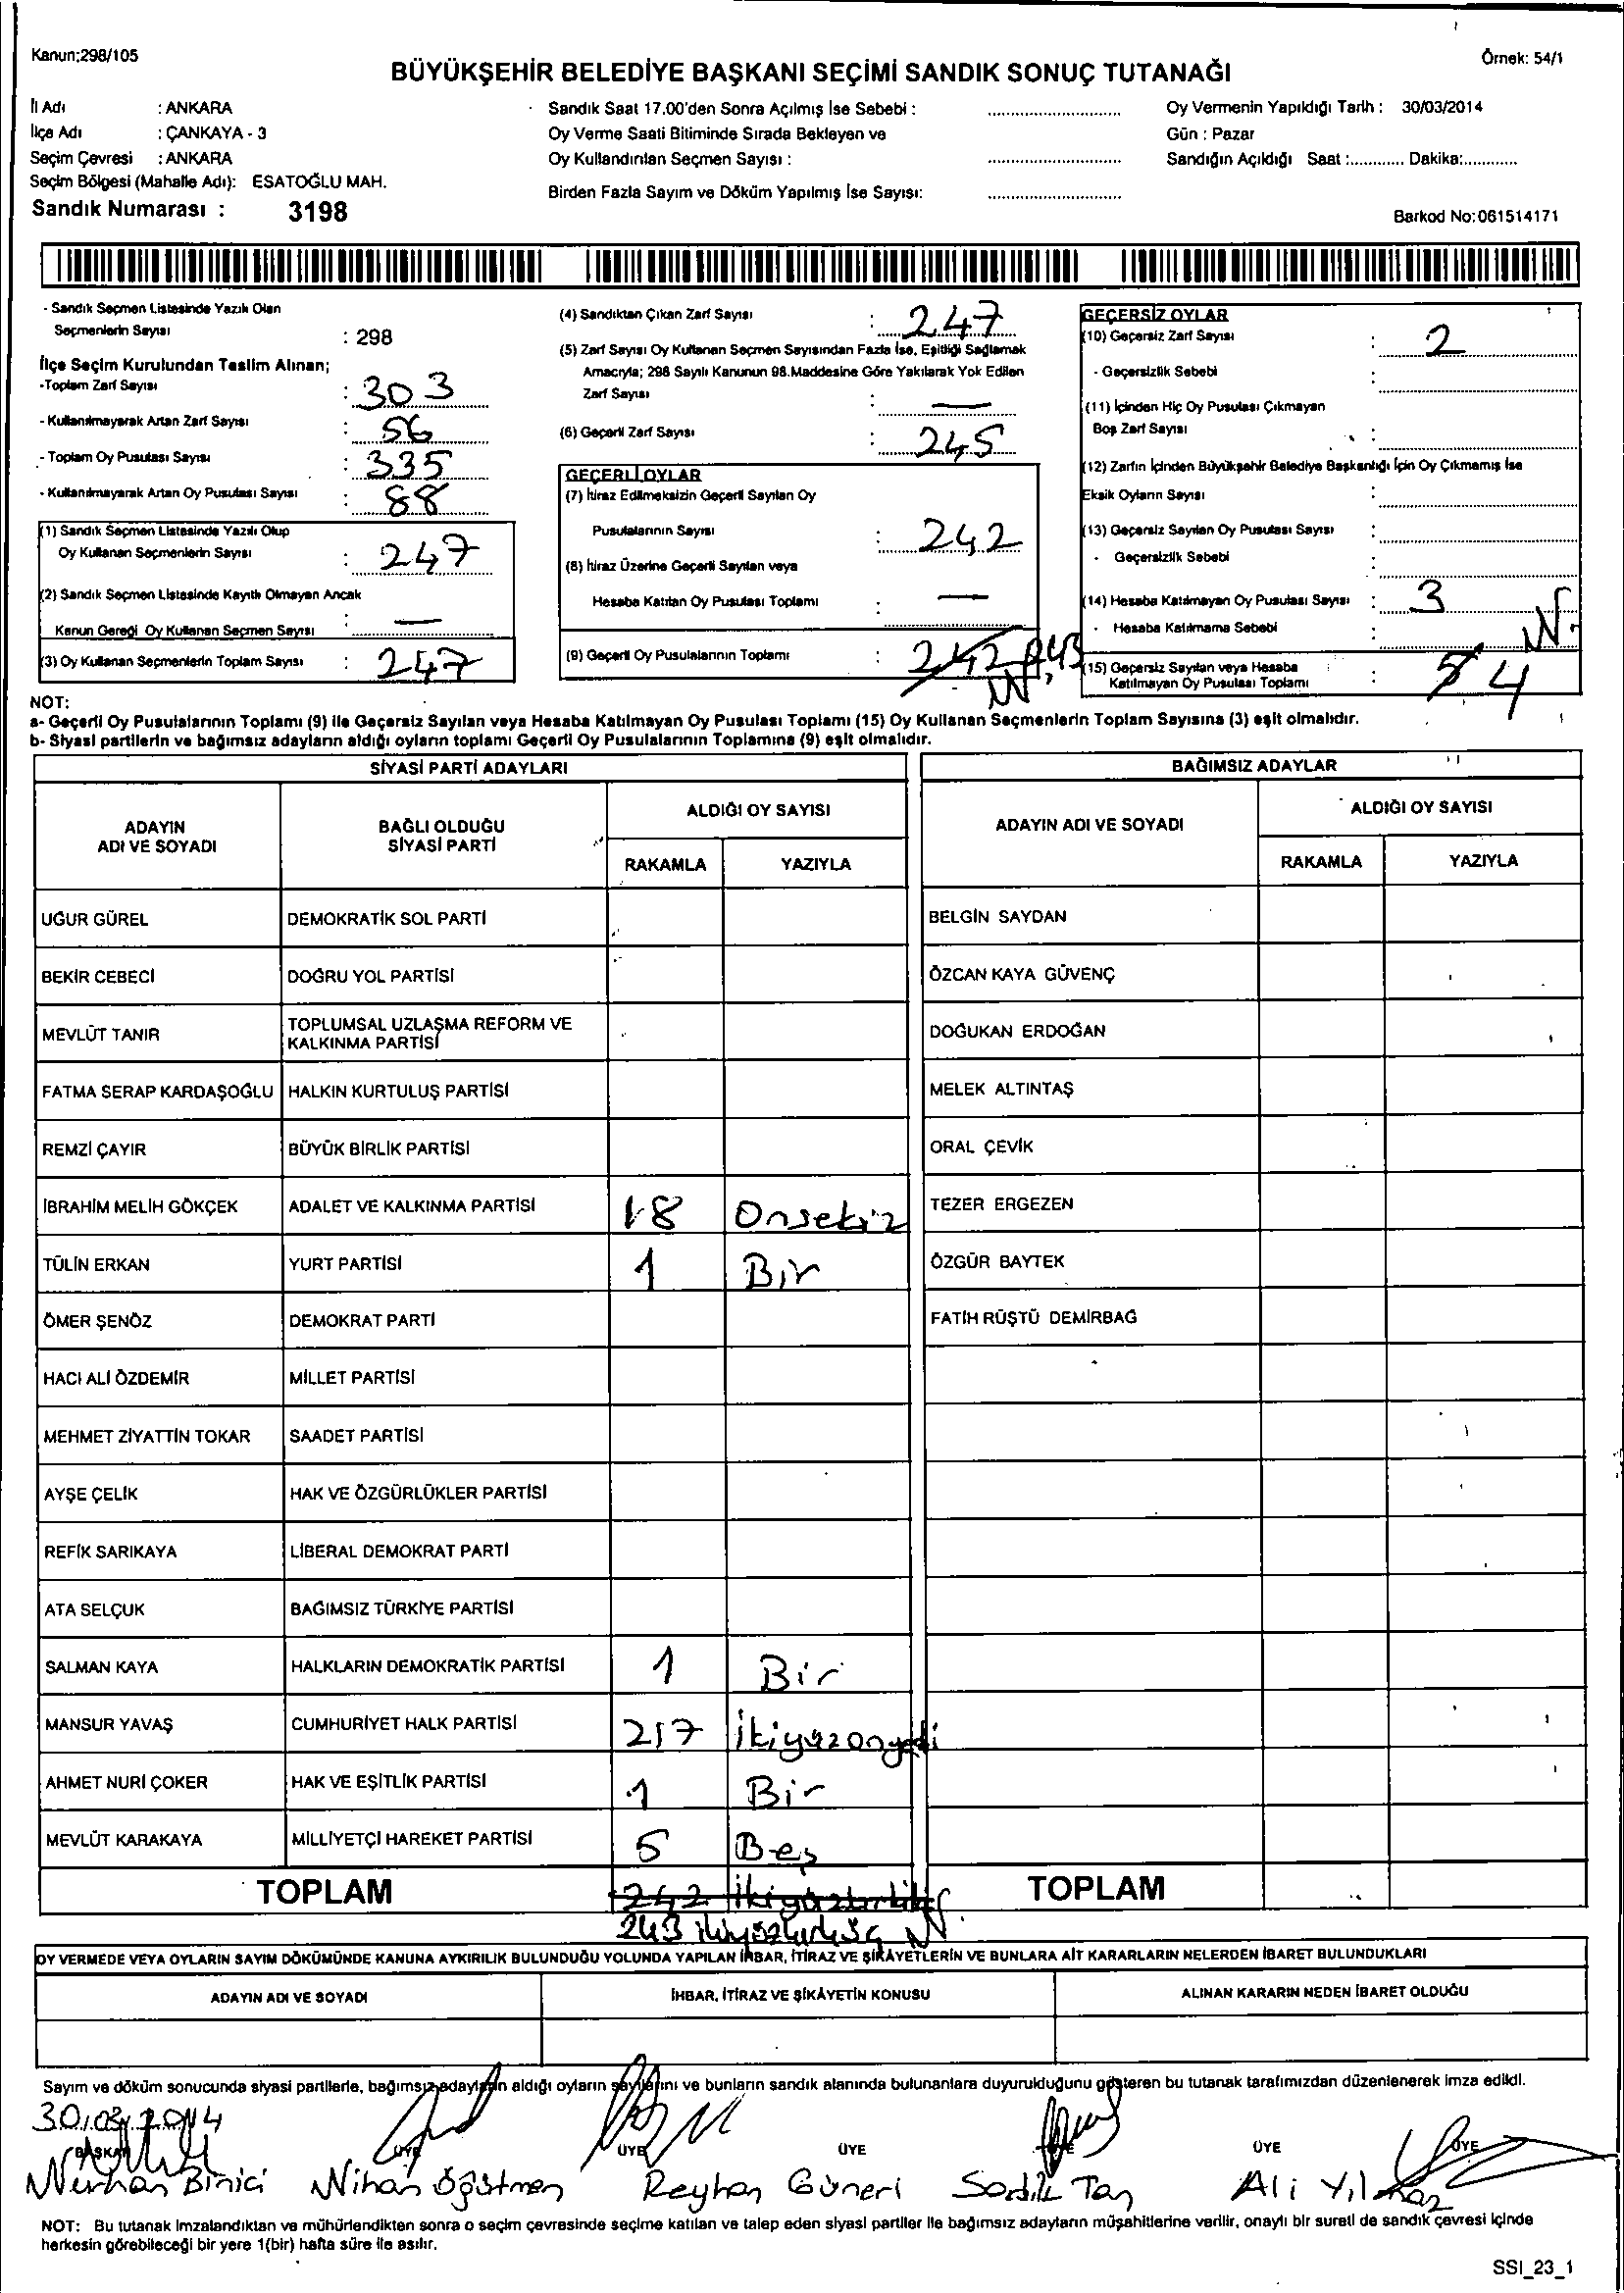 Kanun;298/105
Örnek: 54/1
BÜYÜKŞEHİR BELEDİYE BAŞKANI SEÇİMİ SANDIK SONUÇ TUTANAĞI
İl Adı : ANKARA
İlçe Adı : ÇANKAYA - 3
Seçim Çevresi : ANKARA
Seçim Bölgesi (Mahalle Adı): ESATOĞLU MAH.
Sandık Numarası : 3198
Sandık Saat 17.00'den Sonra Açılmış İse Sebebi :
Oy Verme Saati Bitiminde Sırada Bekleyen ve
Oy Kullandırılan Seçmen Sayısı :
Birden Fazla Sayım ve Döküm Yapılmış İse Sayısı:
Oy Vermenin Yapıldığı Tarih : 30/03/2014
Gün : Pazar
Sandığın Açıldığı Saat :............ Dakika:............
Barkod No:061514171
- Sandık Seçmen Listesinde Yazılı Olan
Seçmenlerin Sayısı : 298
İlçe Seçim Kurulundan Teslim Alınan;
-Toplam Zarf Sayısı : 303
- Kullanılmayarak Artan Zarf Sayısı : 56
- Toplam Oy Pusulası Sayısı : 335
- Kullanılmayarak Artan Oy Pusulası Sayısı : 88
(1) Sandık Seçmen Listesinde Yazılı Olup
Oy Kullanan Seçmenlerin Sayısı : 247
(2) Sandık Seçmen Listesinde Kayıtlı Olmayan Ancak
Kanun Gereği Oy Kullanan Seçmen Sayısı : —
(3) Oy Kullanan Seçmenlerin Toplam Sayısı : 247
(4) Sandıktan Çıkan Zarf Sayısı : 247
(5) Zarf Sayısı Oy Kullanan Seçmen Sayısından Fazla İse, Eşitliği Sağlamak
Amacıyla; 298 Sayılı Kanunun 98.Maddesine Göre Yakılarak Yok Edilen
Zarf Sayısı : —
(6) Geçerli Zarf Sayısı : 245
GEÇERLİ OYLAR
(7) İtiraz Edilmeksizin Geçerli Sayılan Oy
Pusulalarının Sayısı : 242
(8) İtiraz Üzerine Geçerli Sayılan veya
Hesaba Katılan Oy Pusulası Toplamı : —
(9) Geçerli Oy Pusulalarının Toplamı : 242 243
GEÇERSİZ OYLAR
(10) Geçersiz Zarf Sayısı : 2
- Geçersizlik Sebebi :
(11) İçinden Hiç Oy Pusulası Çıkmayan
Boş Zarf Sayısı :
(12) Zarfın İçinden Büyükşehir Belediye Başkanlığı İçin Oy Çıkmamış İse
Eksik Oyların Sayısı :
(13) Geçersiz Sayılan Oy Pusulası Sayısı :
- Geçersizlik Sebebi :
(14) Hesaba Katılmayan Oy Pusulası Sayısı : 3
- Hesaba Katılmama Sebebi :
(15) Geçersiz Sayılan veya Hesaba
Katılmayan Oy Pusulası Toplamı : 5 4
NOT:
a- Geçerli Oy Pusulalarının Toplamı (9) ile Geçersiz Sayılan veya Hesaba Katılmayan Oy Pusulası Toplamı (15) Oy Kullanan Seçmenlerin Toplam Sayısına (3) eşit olmalıdır.
b- Siyasi partilerin ve bağımsız adayların aldığı oyların toplamı Geçerli Oy Pusulalarının Toplamına (9) eşit olmalıdır.
SİYASİ PARTİ ADAYLARI
ADAYIN ADI VE SOYADI
BAĞLI OLDUĞU SİYASİ PARTİ
ALDIĞI OY SAYISI
RAKAMLA YAZIYLA
UĞUR GÜREL DEMOKRATİK SOL PARTİ
BEKİR CEBECİ DOĞRU YOL PARTİSİ
MEVLÜT TANIR TOPLUMSAL UZLAŞMA REFORM VE KALKINMA PARTİSİ
FATMA SERAP KARDAŞOĞLU HALKIN KURTULUŞ PARTİSİ
REMZİ ÇAYIR BÜYÜK BİRLİK PARTİSİ
İBRAHİM MELİH GÖKÇEK ADALET VE KALKINMA PARTİSİ 18 Onsekiz
TÜLİN ERKAN YURT PARTİSİ 1 Bir
ÖMER ŞENÖZ DEMOKRAT PARTİ
HACI ALİ ÖZDEMİR MİLLET PARTİSİ
MEHMET ZİYATTİN TOKAR SAADET PARTİSİ
AYŞE ÇELİK HAK VE ÖZGÜRLÜKLER PARTİSİ
REFİK SARIKAYA LİBERAL DEMOKRAT PARTİ
ATA SELÇUK BAĞIMSIZ TÜRKİYE PARTİSİ
SALMAN KAYA HALKLARIN DEMOKRATİK PARTİSİ 1 Bir
MANSUR YAVAŞ CUMHURİYET HALK PARTİSİ 217 İkiyüzonyedi
AHMET NURİ ÇOKER HAK VE EŞİTLİK PARTİSİ 1 Bir
MEVLÜT KARAKAYA MİLLİYETÇİ HAREKET PARTİSİ 5 Beş
TOPLAM 242 İkiyüzkırkiki
243 ikiyüzkırküç
BAĞIMSIZ ADAYLAR
ADAYIN ADI VE SOYADI
ALDIĞI OY SAYISI
RAKAMLA YAZIYLA
BELGİN SAYDAN
ÖZCAN KAYA GÜVENÇ
DOĞUKAN ERDOĞAN
MELEK ALTINTAŞ
ORAL ÇEVİK
TEZER ERGEZEN
ÖZGÜR BAYTEK
FATİH RÜŞTÜ DEMİRBAĞ
TOPLAM
OY VERMEDE VEYA OYLARIN SAYIM DÖKÜMÜNDE KANUNA AYKIRILIK BULUNDUĞU YOLUNDA YAPILAN İHBAR, İTİRAZ VE ŞİKÂYETLERİN VE BUNLARA AİT KARARLARIN NELERDEN İBARET BULUNDUKLARI
ADAYIN ADI VE SOYADI
İHBAR, İTİRAZ VE ŞİKÂYETİN KONUSU
ALINAN KARARIN NEDEN İBARET OLDUĞU
Sayım ve döküm sonucunda siyasi partilerle, bağımsız adayların aldığı oyların sayılarını ve bunların sandık alanında bulunanlara duyurulduğunu gösteren bu tutanak tarafımızdan düzenlenerek imza edildi.
30.03.2014
BAŞKAN ÜYE ÜYE ÜYE ÜYE ÜYE ÜYE
Nurhan Binici Nihan Öğütmen Reyhan Güneri Sadık Tan Ali Yılmaz
NOT: Bu tutanak imzalandıktan ve mühürlendikten sonra o seçim çevresinde seçime katılan ve talep eden siyasi partiler ile bağımsız adayların müşahitlerine verilir, onaylı bir sureti de sandık çevresi içinde
herkesin görebileceği bir yere 1(bir) hafta süre ile asılır.
SSI_23_1